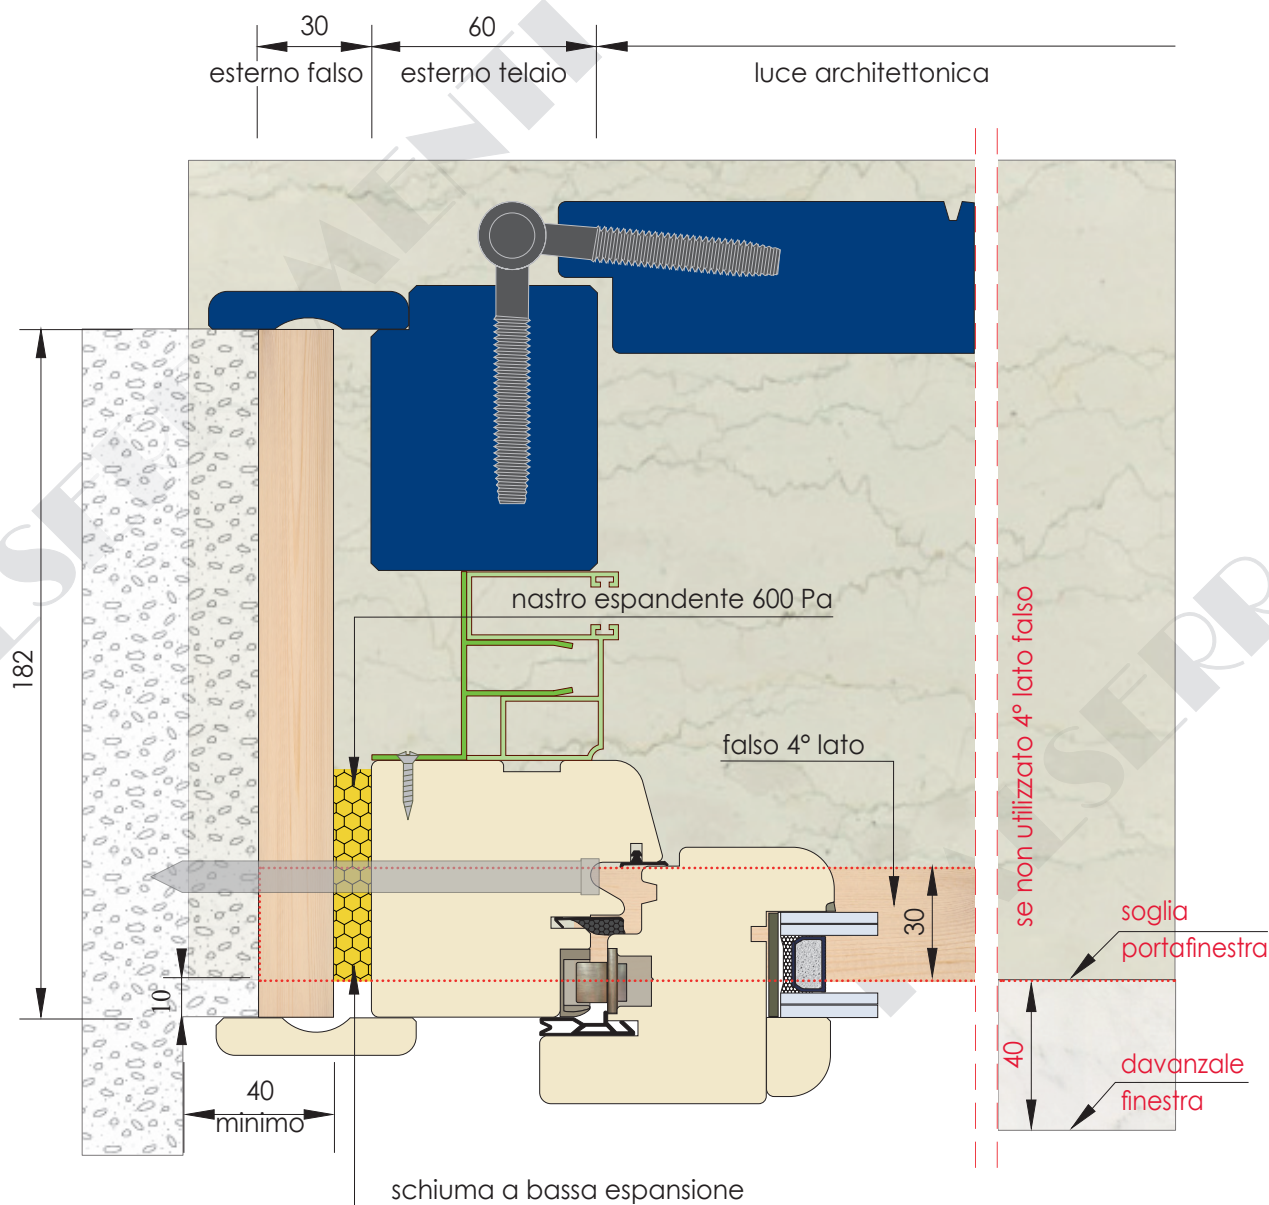 30
60
esterno falso
esterno telaio
luce architettonica
182
nastro espandente 600 Pa
falso 4° lato
se non utilizzato 4° lato falso
30
soglia
portafinestra
10
40
davanzale
finestra
40
minimo
schiuma a bassa espansione